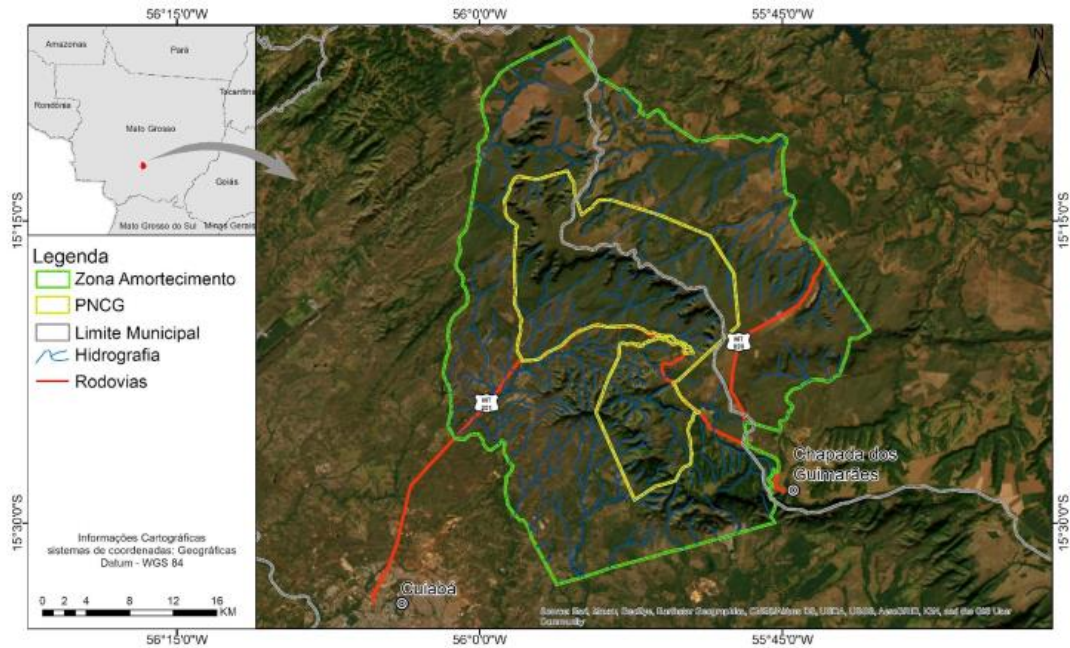 56°15'0"W
56°0'0"W
55°45'0"W
Amazonas
Pará
Rondônia
Tocantins
Mato Grosso
Goiás
Mato Grosso do Sul
Minas Gerais
N
15°15'0"S
15°15'0"S
Legenda
Zona Amortecimento
PNCG
Limite Municipal
Hidrografia
Rodovias
MT
MT
Chapada dos
Guimarães
15°30'0"S
15°30'0"S
Informações Cartográficas
sistemas de coordenadas: Geográficas
Datum - WGS 84
Cuiabá
0 2 4 8 12 16
KM
Community
56°15'0"W
56°0'0"W
55°45'0"W